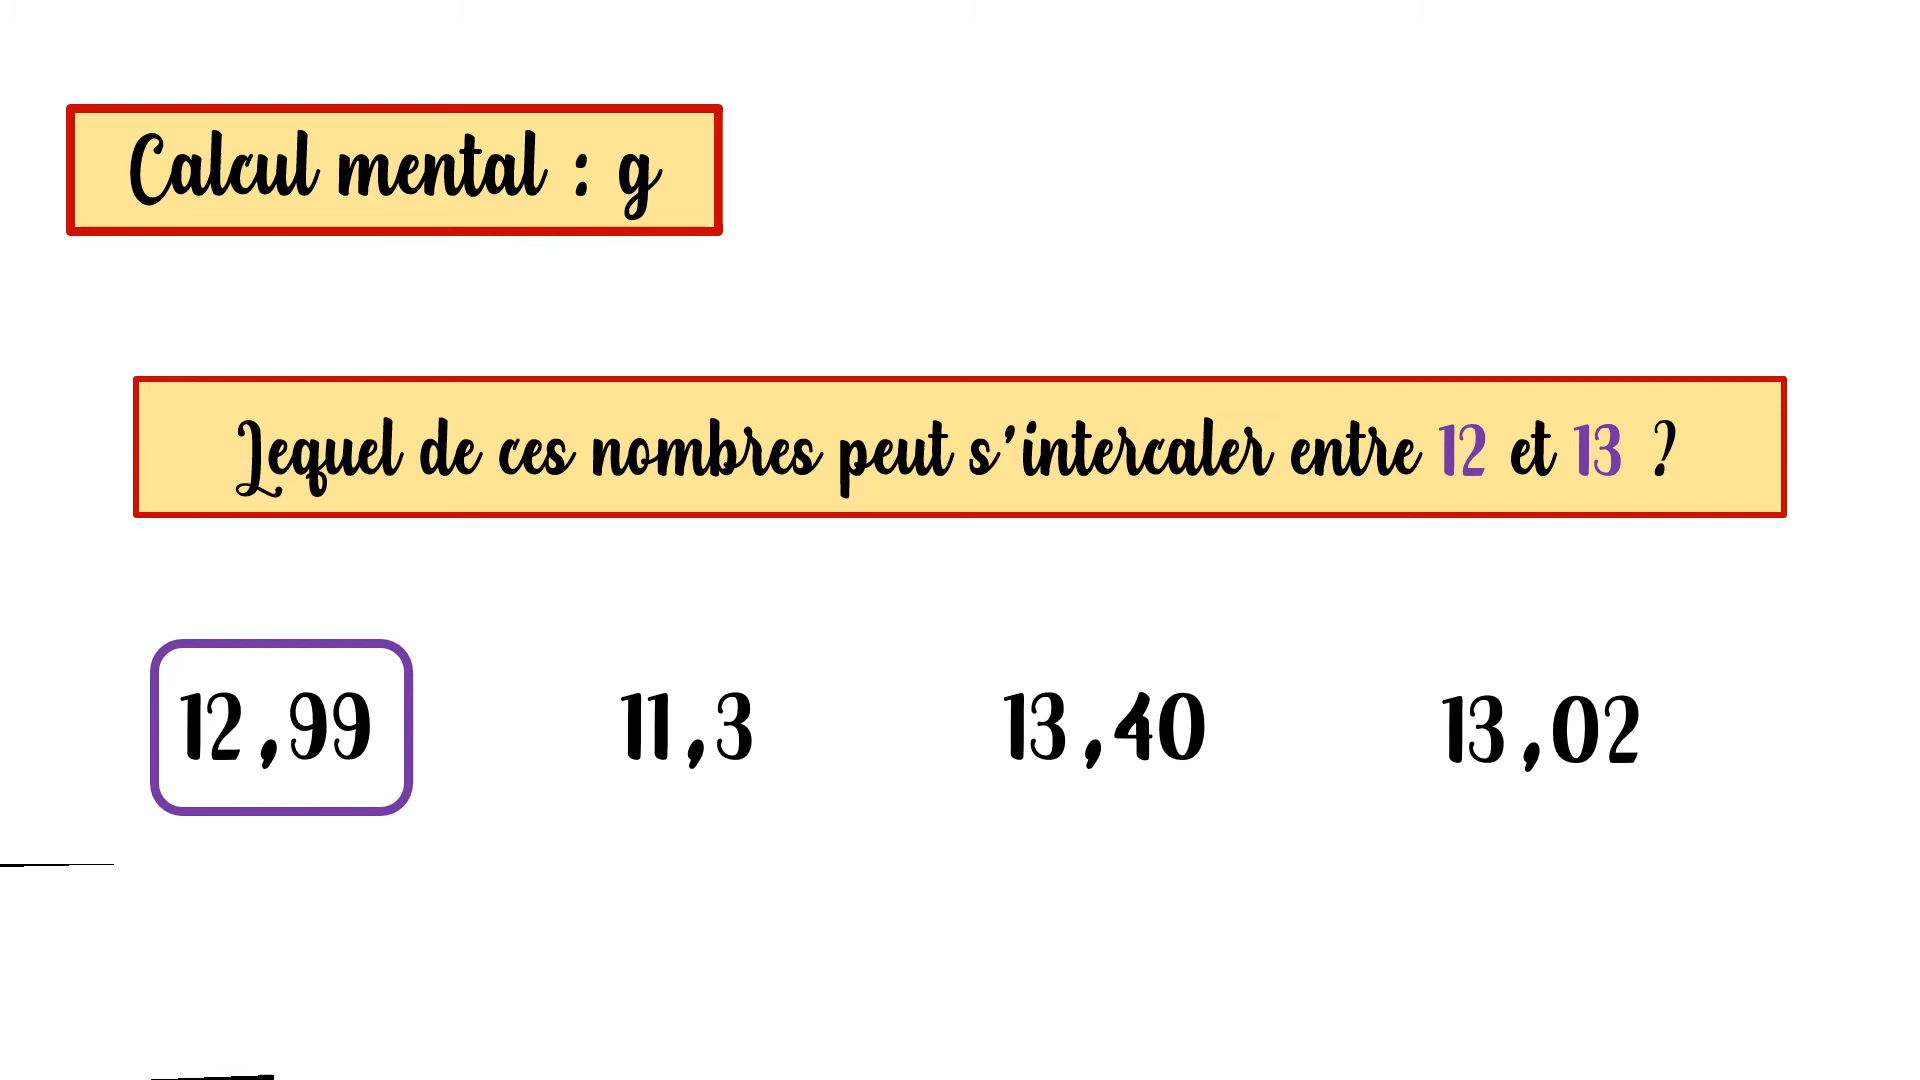 Calcul mental : g
Lequel de ces nombres peut s'intercaler entre 12 et 13 ?
12,99 11,3 13,40 13,02